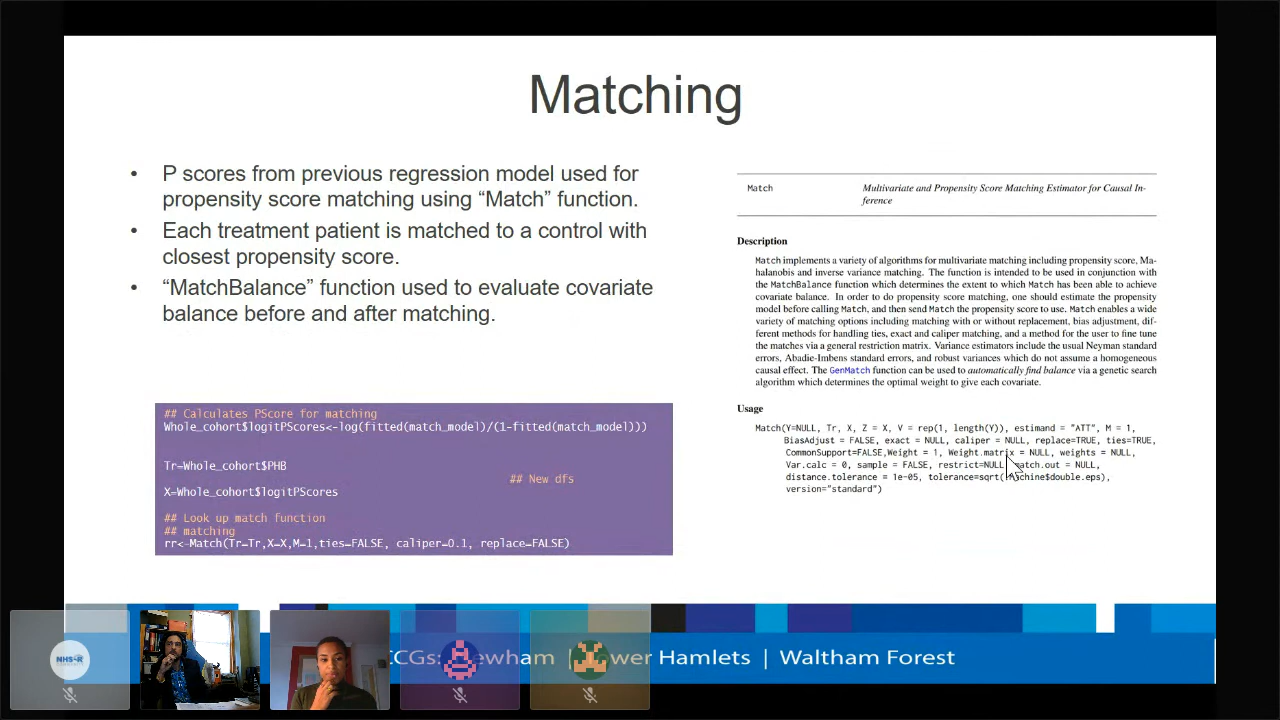 Matching
• P scores from previous regression model used for
propensity score matching using “Match” function.
• Each treatment patient is matched to a control with
closest propensity score.
• “MatchBalance” function used to evaluate covariate
balance before and after matching.
## Calculates PScore for matching
Whole_cohort$logitPScores<-log(fitted(match_model)/(1-fitted(match_model)))
Tr=Whole_cohort$PHB
## New dfs
X=Whole_cohort$logitPScores
## Look up match function
## matching
rr<-Match(Tr=Tr,X=X,M=1,ties=FALSE, caliper=0.1, replace=FALSE)
Match Multivariate and Propensity Score Matching Estimator for Causal In-
ference
Description
Match implements a variety of algorithms for multivariate matching including propensity score, Ma-
halanobis and inverse variance matching. The function is intended to be used in conjunction with
the MatchBalance function which determines the extent to which Match has been able to achieve
covariate balance. In order to do propensity score matching, one should estimate the propensity
model before calling Match, and then send Match the propensity score to use. Match enables a wide
variety of matching options including matching with or without replacement, bias adjustment, dif-
ferent methods for handling ties, exact and caliper matching, and a method for the user to fine tune
the matches via a general restriction matrix. Variance estimators include the usual Neyman standard
errors, Abadie-Imbens standard errors, and robust variances which do not assume a homogeneous
causal effect. The GenMatch function can be used to automatically find balance via a genetic search
algorithm which determines the optimal weight to give each covariate.
Usage
Match(Y=NULL, Tr, X, Z = X, V = rep(1, length(Y)), estimand = "ATT", M = 1,
BiasAdjust = FALSE, exact = NULL, caliper = NULL, replace=TRUE, ties=TRUE,
CommonSupport=FALSE,Weight = 1, Weight.matrix = NULL, weights = NULL,
Var.calc = 0, sample = FALSE, restrict=NULL, match.out = NULL,
distance.tolerance = 1e-05, tolerance=sqrt(.Machine$double.eps),
version="standard")
NHS-R
COMMUNITY
CCGs: Newham | Tower Hamlets | Waltham Forest